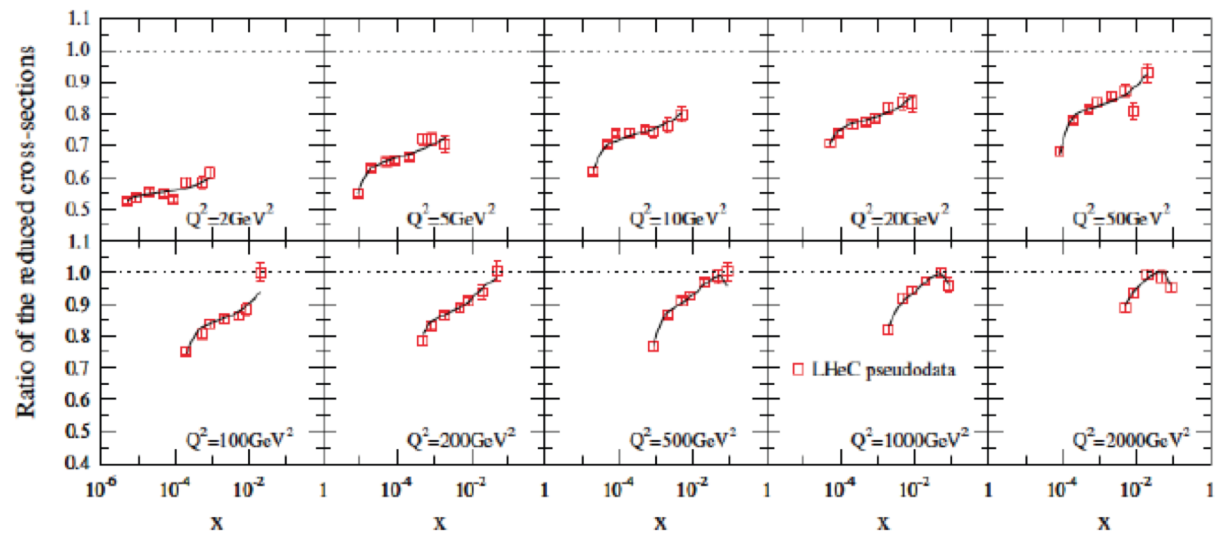 Ratio of the reduced cross-sections
1.1
1.0
0.9
0.8
0.7
0.6
0.5
Q²=2GeV² Q²=5GeV² Q²=10GeV² Q²=20GeV² Q²=50GeV²
1.1
1.0
0.9
0.8
0.7
0.6
0.5
0.4
LHeC pseudodata
Q²=100GeV² Q²=200GeV² Q²=500GeV² Q²=1000GeV² Q²=2000GeV²
10⁻⁶ 10⁻⁴ 10⁻² 1 10⁻⁴ 10⁻² 1 10⁻⁴ 10⁻² 1 10⁻⁴ 10⁻² 1 10⁻⁴ 10⁻² 1
x x x x x